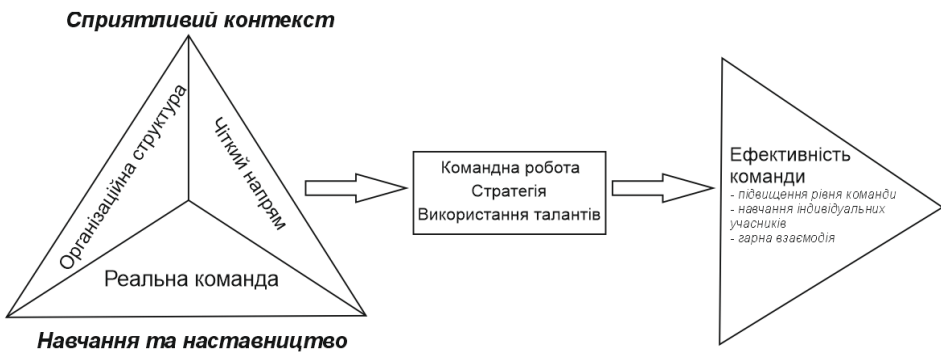 Сприятливий контекст
Організаційна структура
Чіткий напрям
Реальна команда
Навчання та наставництво
Командна робота
Стратегія
Використання талантів
Ефективність
команди
- підвищення рівня команди
- навчання індивідуальних
учасників
- гарна взаємодія